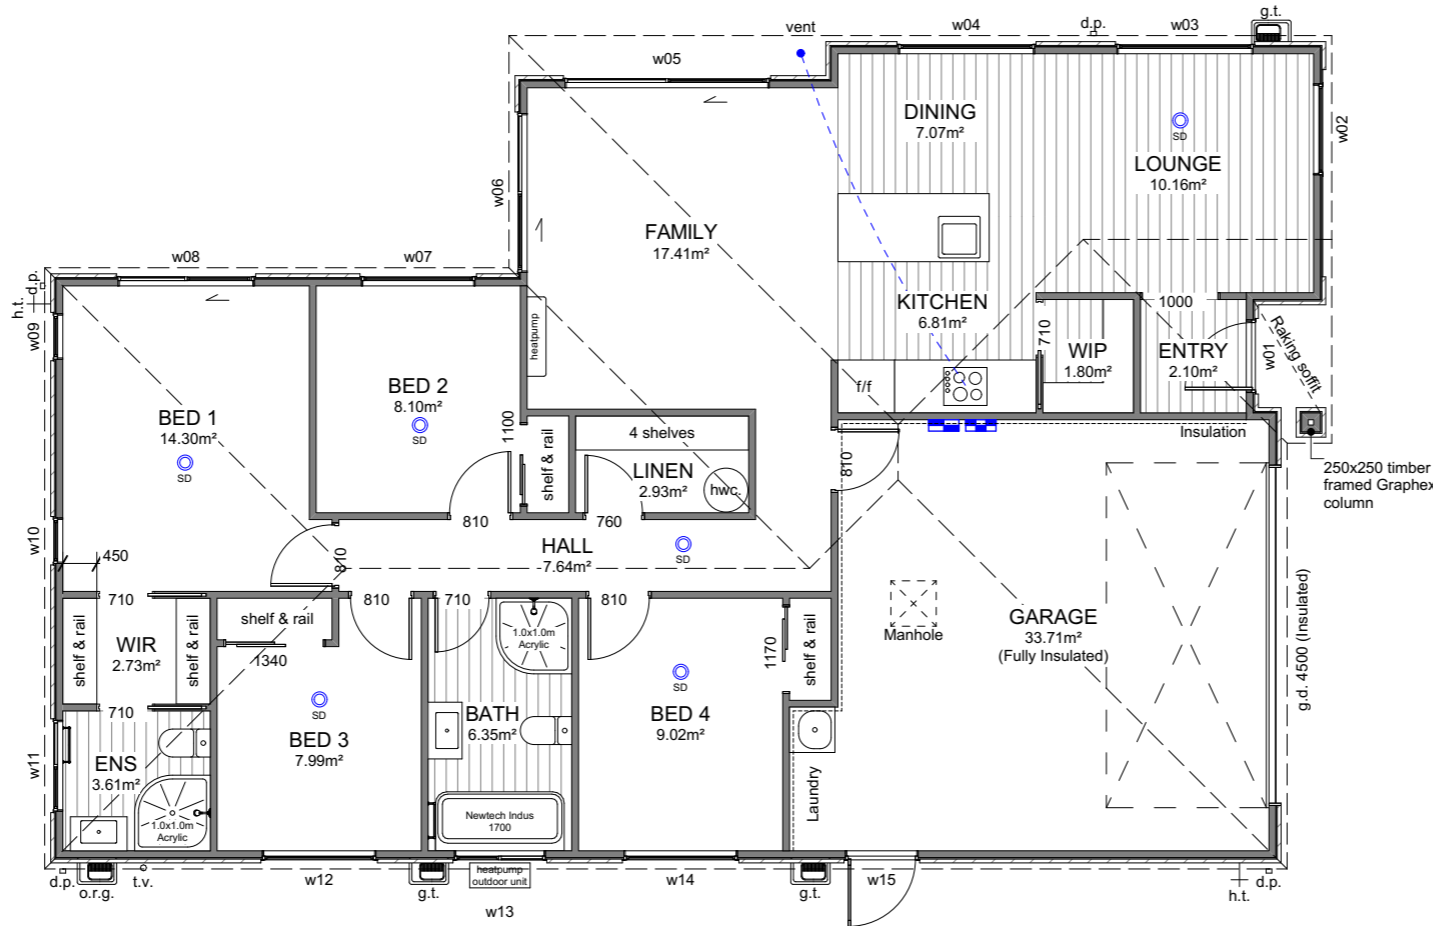 g.t.
vent
w04
d.p.
w03
w05
DINING
7.07m²
SD
LOUNGE
10.16m²
w02
w06
FAMILY
17.41m²
w08
w07
d.p.
h.t.
KITCHEN
6.81m²
1000
Raking soffit
w09
heatpump
710
WIP
1.80m²
ENTRY
2.10m²
w01
BED 2
8.10m²
SD
f/f
BED 1
14.30m²
SD
1100
shelf & rail
4 shelves
LINEN
2.93m²
hwc.
810
Insulation
250x250 timber
framed Graphex
column
w10
450
810
760
HALL
7.64m²
SD
810
710
810
710
810
shelf & rail
1.0x1.0m
Acrylic
Manhole
GARAGE
33.71m²
(Fully Insulated)
g.d. 4500 (Insulated)
shelf & rail
WIR
2.73m²
shelf & rail
1340
1170
shelf & rail
SD
SD
710
BED 3
7.99m²
BATH
6.35m²
BED 4
9.02m²
w11
ENS
3.61m²
1.0x1.0m
Acrylic
Newtech Indus
1700
Laundry
d.p.
o.r.g.
t.v.
w12
g.t.
heatpump
outdoor unit
w13
w14
g.t.
w15
h.t.
d.p.